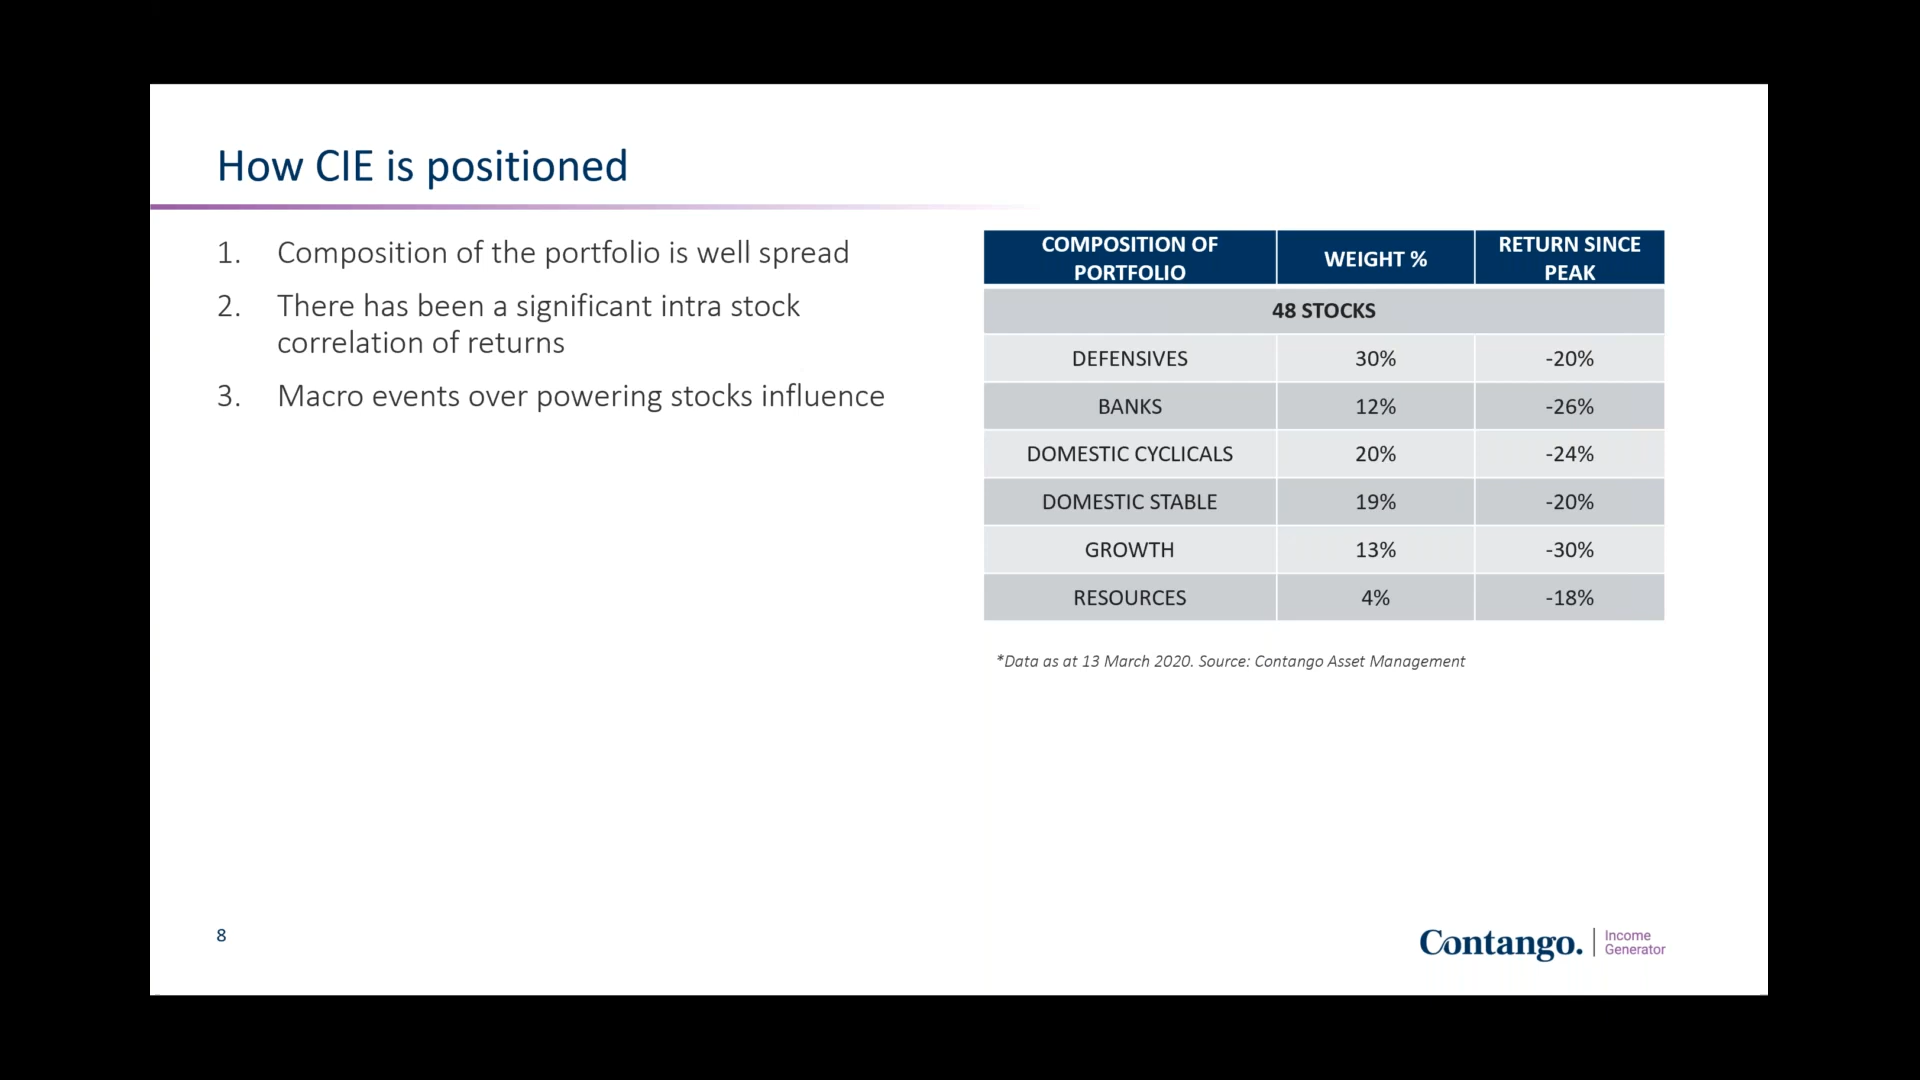 How CIE is positioned
1. Composition of the portfolio is well spread
2. There has been a significant intra stock
correlation of returns
3. Macro events over powering stocks influence
COMPOSITION OF PORTFOLIO WEIGHT % RETURN SINCE PEAK
48 STOCKS
DEFENSIVES 30% -20%
BANKS 12% -26%
DOMESTIC CYCLICALS 20% -24%
DOMESTIC STABLE 19% -20%
GROWTH 13% -30%
RESOURCES 4% -18%
*Data as at 13 March 2020. Source: Contango Asset Management
8
Contango.
Income
Generator